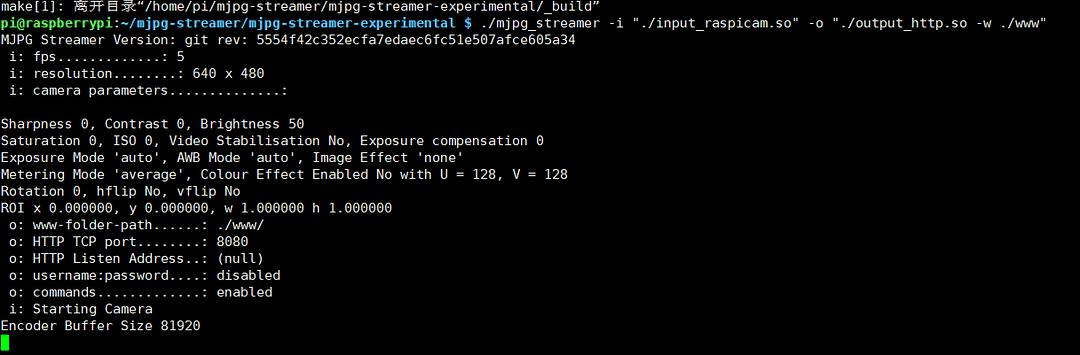 make[1]: 离开目录“/home/pi/mjpg-streamer/mjpg-streamer-experimental/_build”
pi@raspberrypi:~/mjpg-streamer/mjpg-streamer-experimental $ ./mjpg_streamer -i "./input_raspicam.so" -o "./output_http.so -w ./www"
MJPG Streamer Version: git rev: 5554f42c352ecfa7edaec6fc51e507afce605a34
i: fps.............: 5
i: resolution........: 640 x 480
i: camera parameters..............:
Sharpness 0, Contrast 0, Brightness 50
Saturation 0, ISO 0, Video Stabilisation No, Exposure compensation 0
Exposure Mode 'auto', AWB Mode 'auto', Image Effect 'none'
Metering Mode 'average', Colour Effect Enabled No with U = 128, V = 128
Rotation 0, hflip No, vflip No
ROI x 0.000000, y 0.000000, w 1.000000 h 1.000000
o: www-folder-path......: ./www/
o: HTTP TCP port........: 8080
o: HTTP Listen Address..: (null)
o: username:password....: disabled
o: commands.............: enabled
i: Starting Camera
Encoder Buffer Size 81920